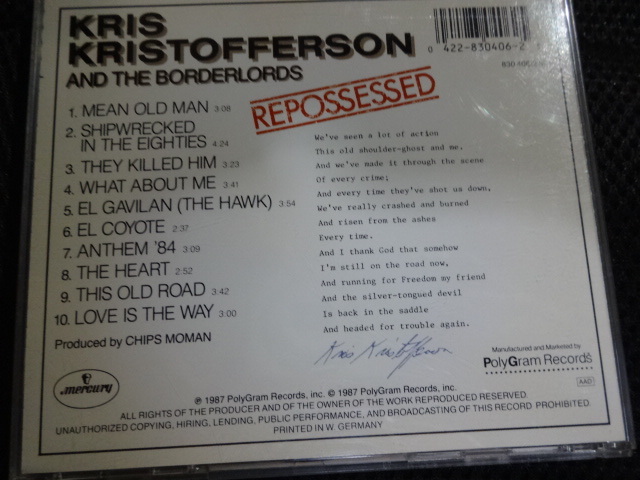 KRIS
KRISTOFFERSON
AND THE BORDERLORDS
REPOSSESSED
0 422-830406-2
1. MEAN OLD MAN 3:08
2. SHIPWRECKED
IN THE EIGHTIES 4:24
3. THEY KILLED HIM 3:23
4. WHAT ABOUT ME 3:41
5. EL GAVILAN (THE HAWK) 3:54
6. EL COYOTE 2:37
7. ANTHEM '84 3:09
8. THE HEART 2:52
9. THIS OLD ROAD 3:42
10. LOVE IS THE WAY 3:00
Produced by CHIPS MOMAN
We've seen a lot of action
This old shoulder-ghost and me,
And we've made it through the scene
Of every crime;
And every time they've shot us down,
We've really crashed and burned
And risen from the ashes
Every time.
And I thank God that somehow
I'm still on the road now,
And running for Freedom my friend
And the silver-tongued devil
Is back in the saddle
And headed for trouble again.
Kris Kristofferson
Manufactured and Marketed by
PolyGram Records
AAD
mercury
℗ 1987 PolyGram Records, inc. © 1987 PolyGram Records, inc.
ALL RIGHTS OF THE PRODUCER AND OF THE OWNER OF THE WORK REPRODUCED RESERVED.
UNAUTHORIZED COPYING, HIRING, LENDING, PUBLIC PERFORMANCE, AND BROADCASTING OF THIS RECORD PROHIBITED.
PRINTED IN W. GERMANY